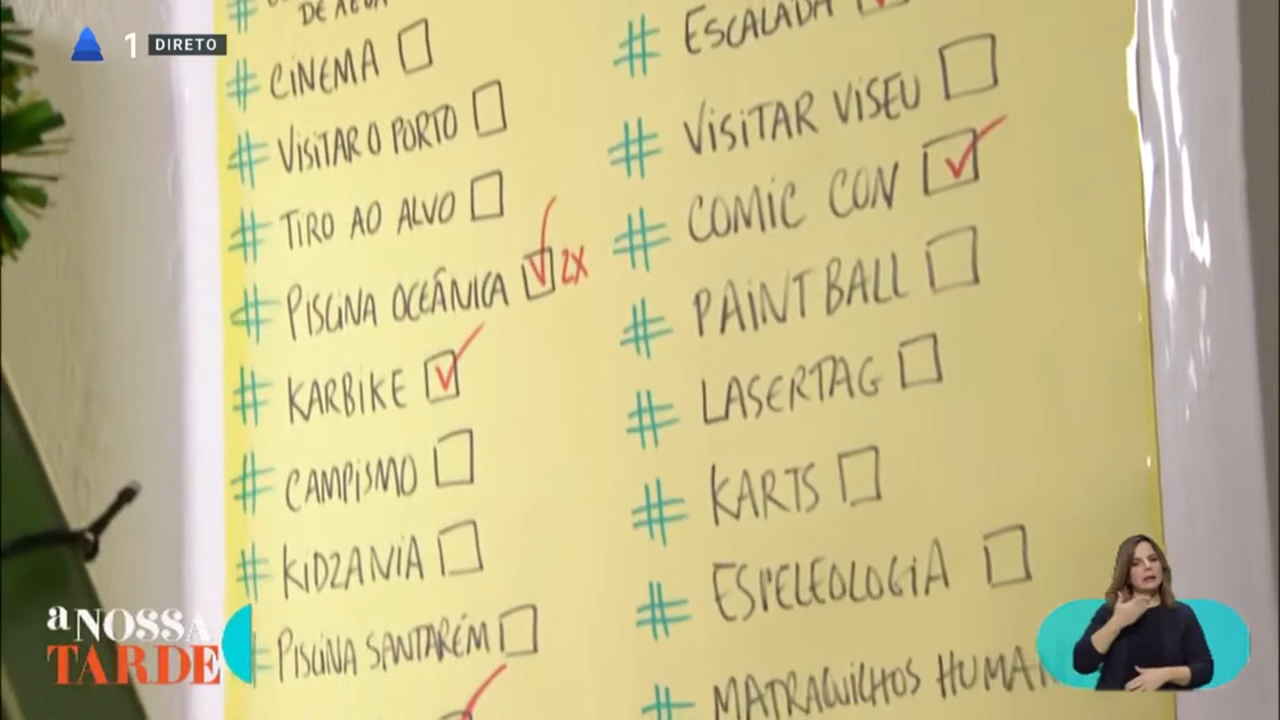 1 DIRETO
DE ÁGUA
# CINEMA
# VISITAR O PORTO
# TIRO AO ALVO
# PISCINA OCEÂNICA 2X
# KARBIKE
# CAMPISMO
# KIDZANIA
# PISCINA SANTARÉM
# ESCALADA
# VISITAR VISEU
# COMIC CON
# PAINTBALL
# LASERTAG
# KARTS
# ESPELEOLOGIA
# MATRAQUILHOS
a NOSSA
TARDE